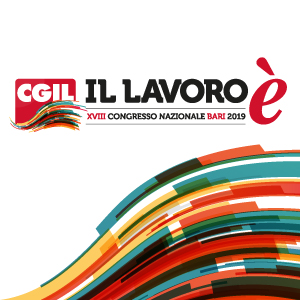 CGIL IL LAVORO è
XVIII CONGRESSO NAZIONALE BARI 2019